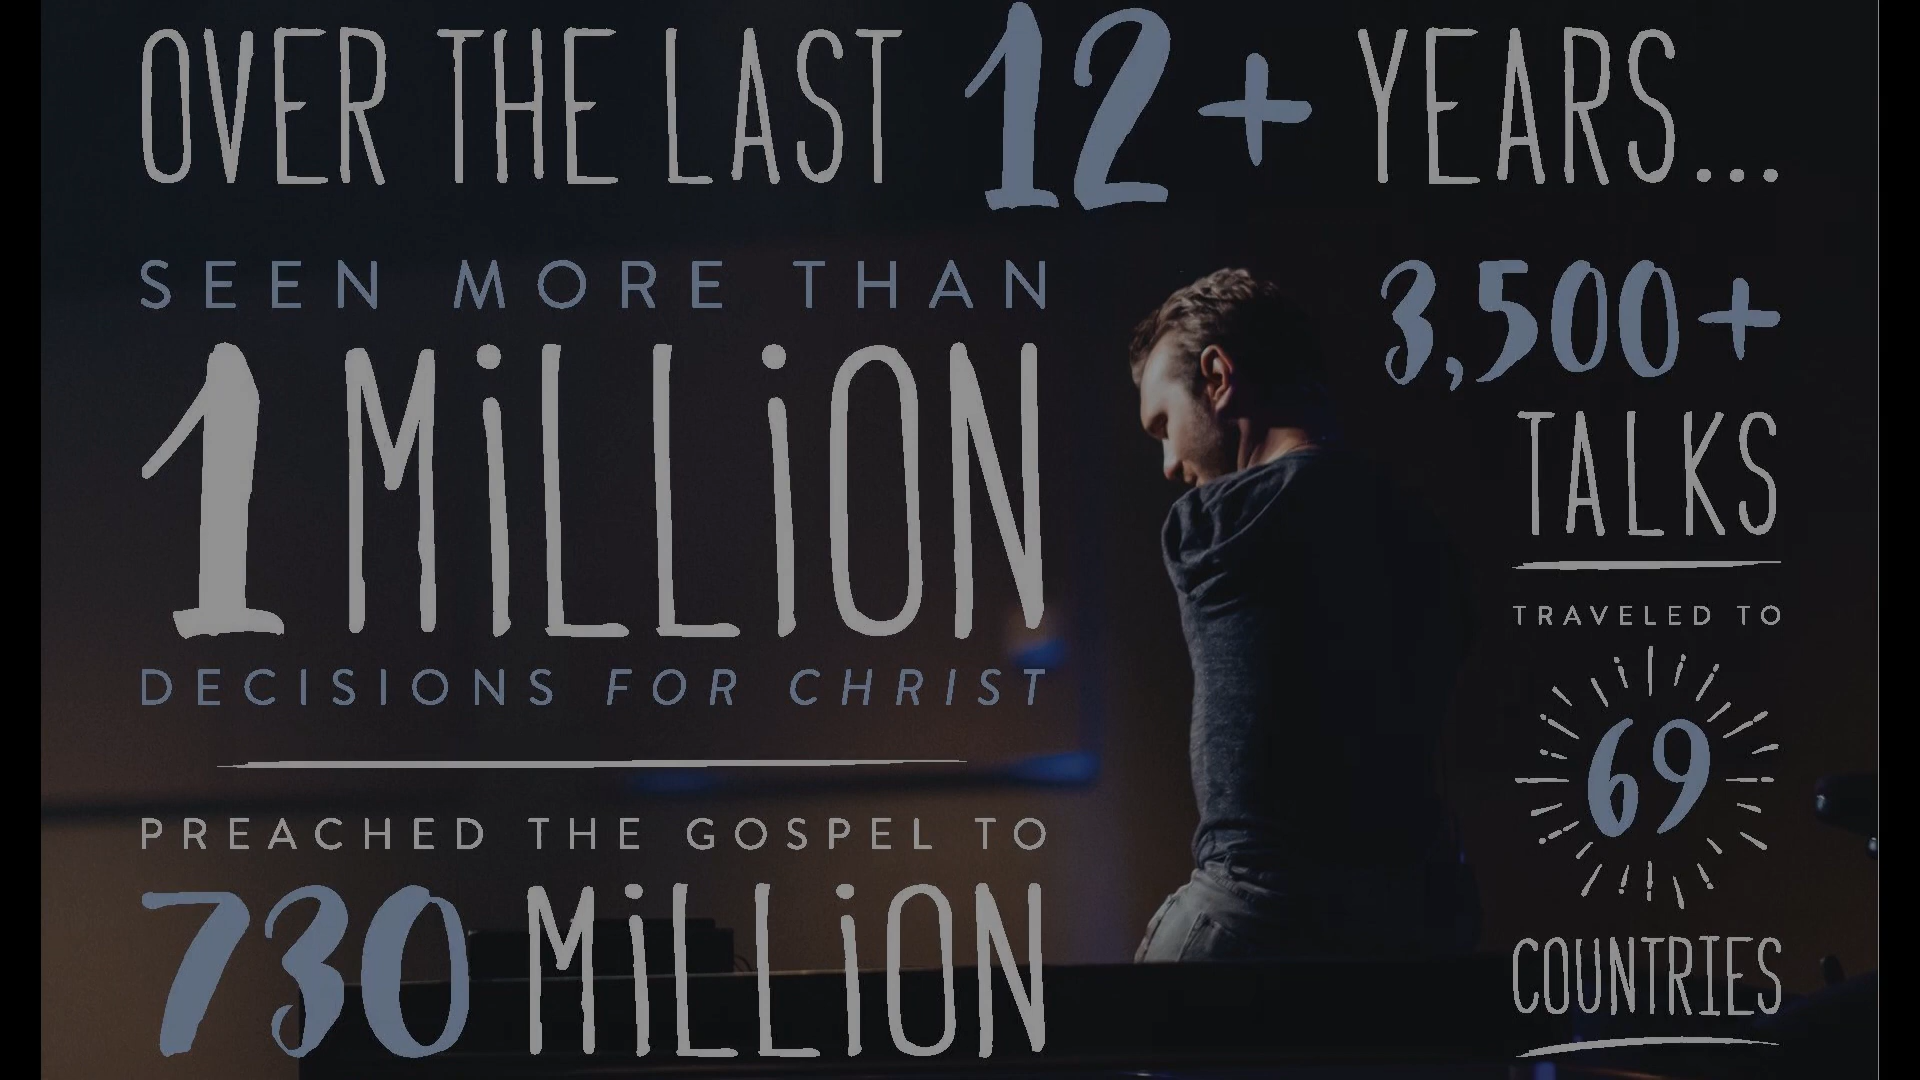 OVER THE LAST 12+ YEARS...
SEEN MORE THAN
1 MiLLiON
DECISIONS FOR CHRIST
PREACHED THE GOSPEL TO
730 MiLLiON
3,500+
TALKS
TRAVELED TO
69
COUNTRIES